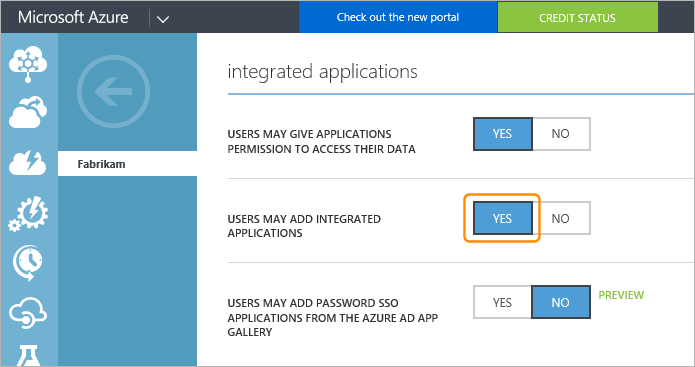 Microsoft Azure
Check out the new portal
CREDIT STATUS
Fabrikam
integrated applications
USERS MAY GIVE APPLICATIONS
PERMISSION TO ACCESS THEIR DATA
YES NO
USERS MAY ADD INTEGRATED
APPLICATIONS
YES NO
USERS MAY ADD PASSWORD SSO
APPLICATIONS FROM THE AZURE AD APP
GALLERY
YES NO
PREVIEW